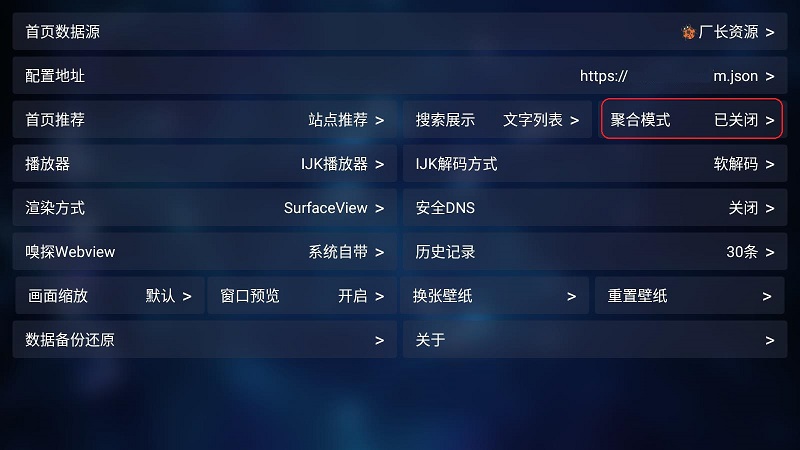 首页数据源 厂长资源 >
配置地址 https:// m.json >
首页推荐 站点推荐 > 搜索展示 文字列表 > 聚合模式 已关闭 >
播放器 IJK播放器 > IJK解码方式 软解码 >
渲染方式 SurfaceView > 安全DNS 关闭 >
嗅探Webview 系统自带 > 历史记录 30条 >
画面缩放 默认 > 窗口预览 开启 > 换张壁纸 > 重置壁纸 >
数据备份还原 > 关于 >